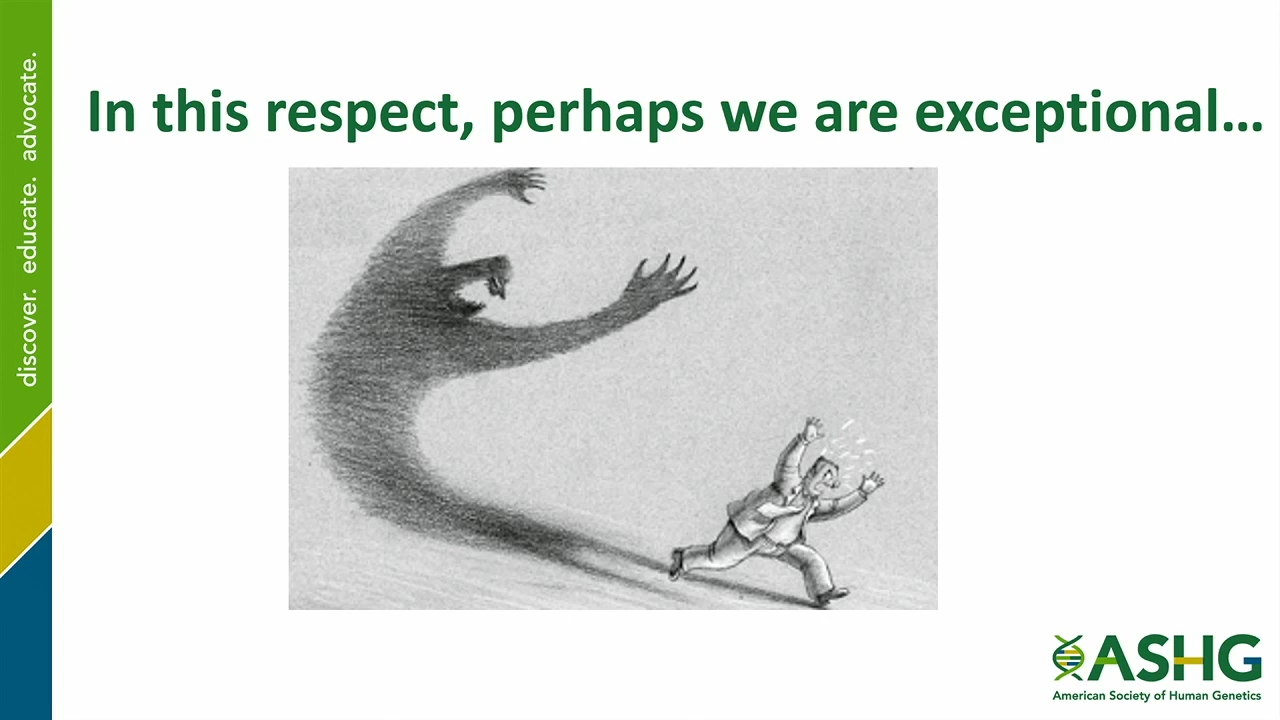 discover. educate. advocate.
In this respect, perhaps we are exceptional...
ASHG
American Society of Human Genetics